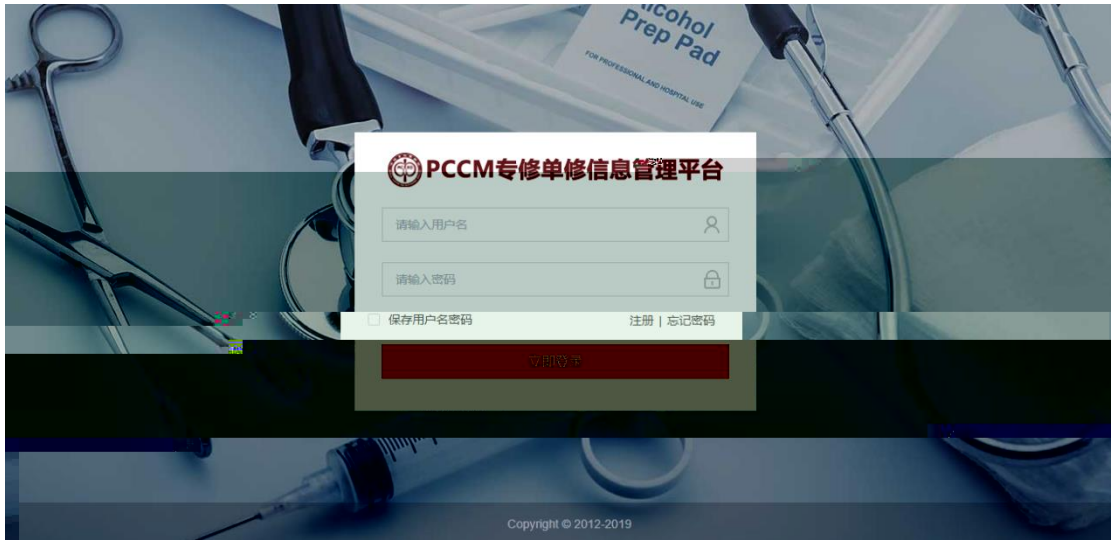 Alcohol
Prep Pad
FOR PROFESSIONAL AND HOSPITAL USE
PCCM专修单修信息管理平台
请输入用户名
请输入密码
保存用户名密码
注册 | 忘记密码
立即登录
Copyright © 2012-2019